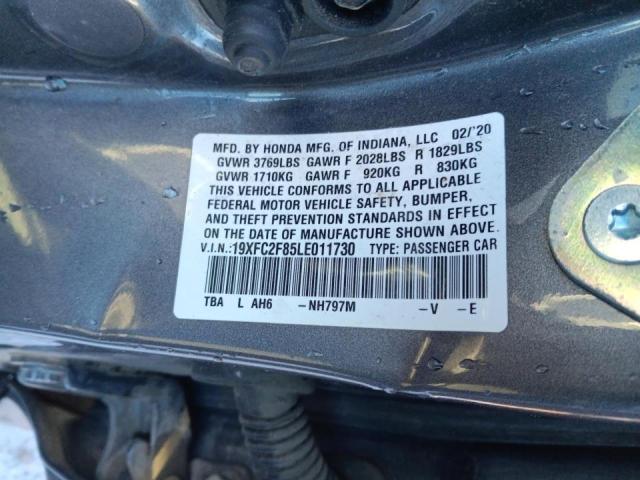 MFD. BY HONDA MFG. OF INDIANA, LLC 02/'20
GVWR 3769LBS GAWR F 2028LBS R 1829LBS
GVWR 1710KG GAWR F 920KG R 830KG
THIS VEHICLE CONFORMS TO ALL APPLICABLE
FEDERAL MOTOR VEHICLE SAFETY, BUMPER,
AND THEFT PREVENTION STANDARDS IN EFFECT
ON THE DATE OF MANUFACTURE SHOWN ABOVE.
V.I.N.:19XFC2F85LE011730 TYPE: PASSENGER CAR
TBA L AH6 -NH797M -V -E